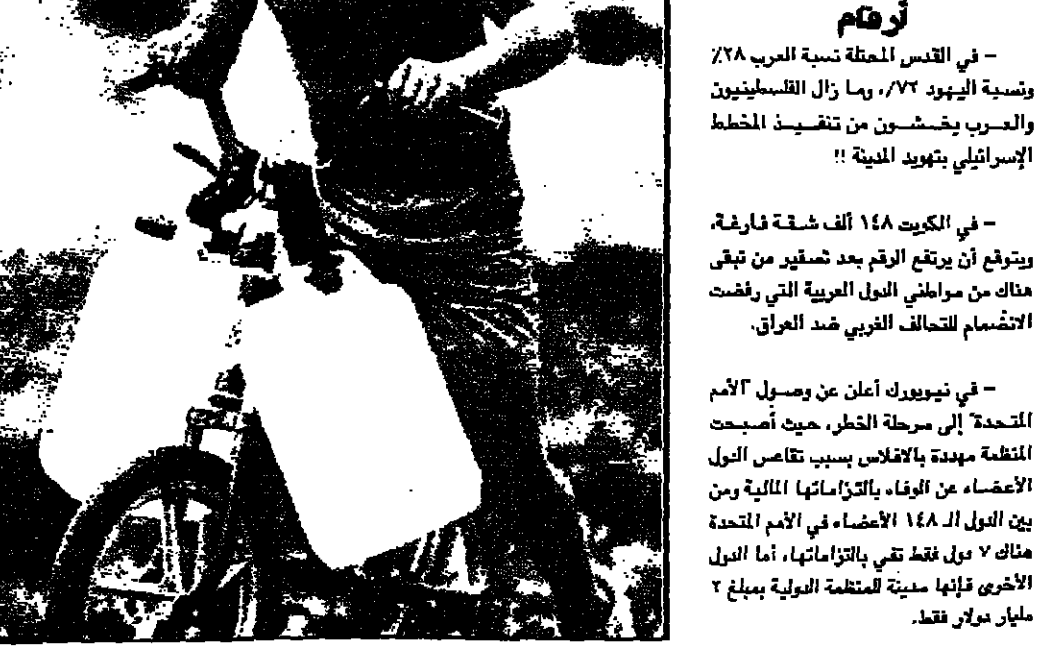 أرقام
– في القدس المحتلة نسبة العرب ٢٨٪
ونسبة اليهود ٧٢٪، وما زال الفلسطينيون
والعرب يخشون من تنفيذ المخطط
الإسرائيلي بتهويد المدينة !!
– في الكويت ١٤٨ ألف شقة فارغة،
ويتوقع أن يرتفع الرقم بعد تسفير من تبقى
هناك من مواطني الدول العربية التي رفضت
الانضمام للتحالف الغربي ضد العراق.
– في نيويورك أعلن عن وصول "الأمم
المتحدة" إلى مرحلة الخطر، حيث أصبحت
المنظمة مهددة بالافلاس بسبب تقاعس الدول
الأعضاء عن الوفاء بالتزاماتها المالية ومن
بين الدول الـ ١٤٨ الأعضاء في الأمم المتحدة
هناك ٧ دول فقط تفي بالتزاماتها، أما الدول
الأخرى فإنها مدينة للمنظمة الدولية بمبلغ ٢
مليار دولار فقط.